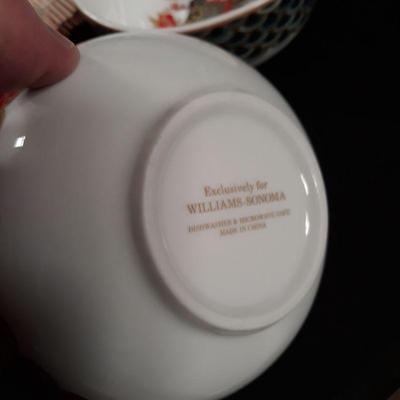 Exclusively for
WILLIAMS-SONOMA
DISHWASHER & MICROWAVE SAFE
MADE IN CHINA